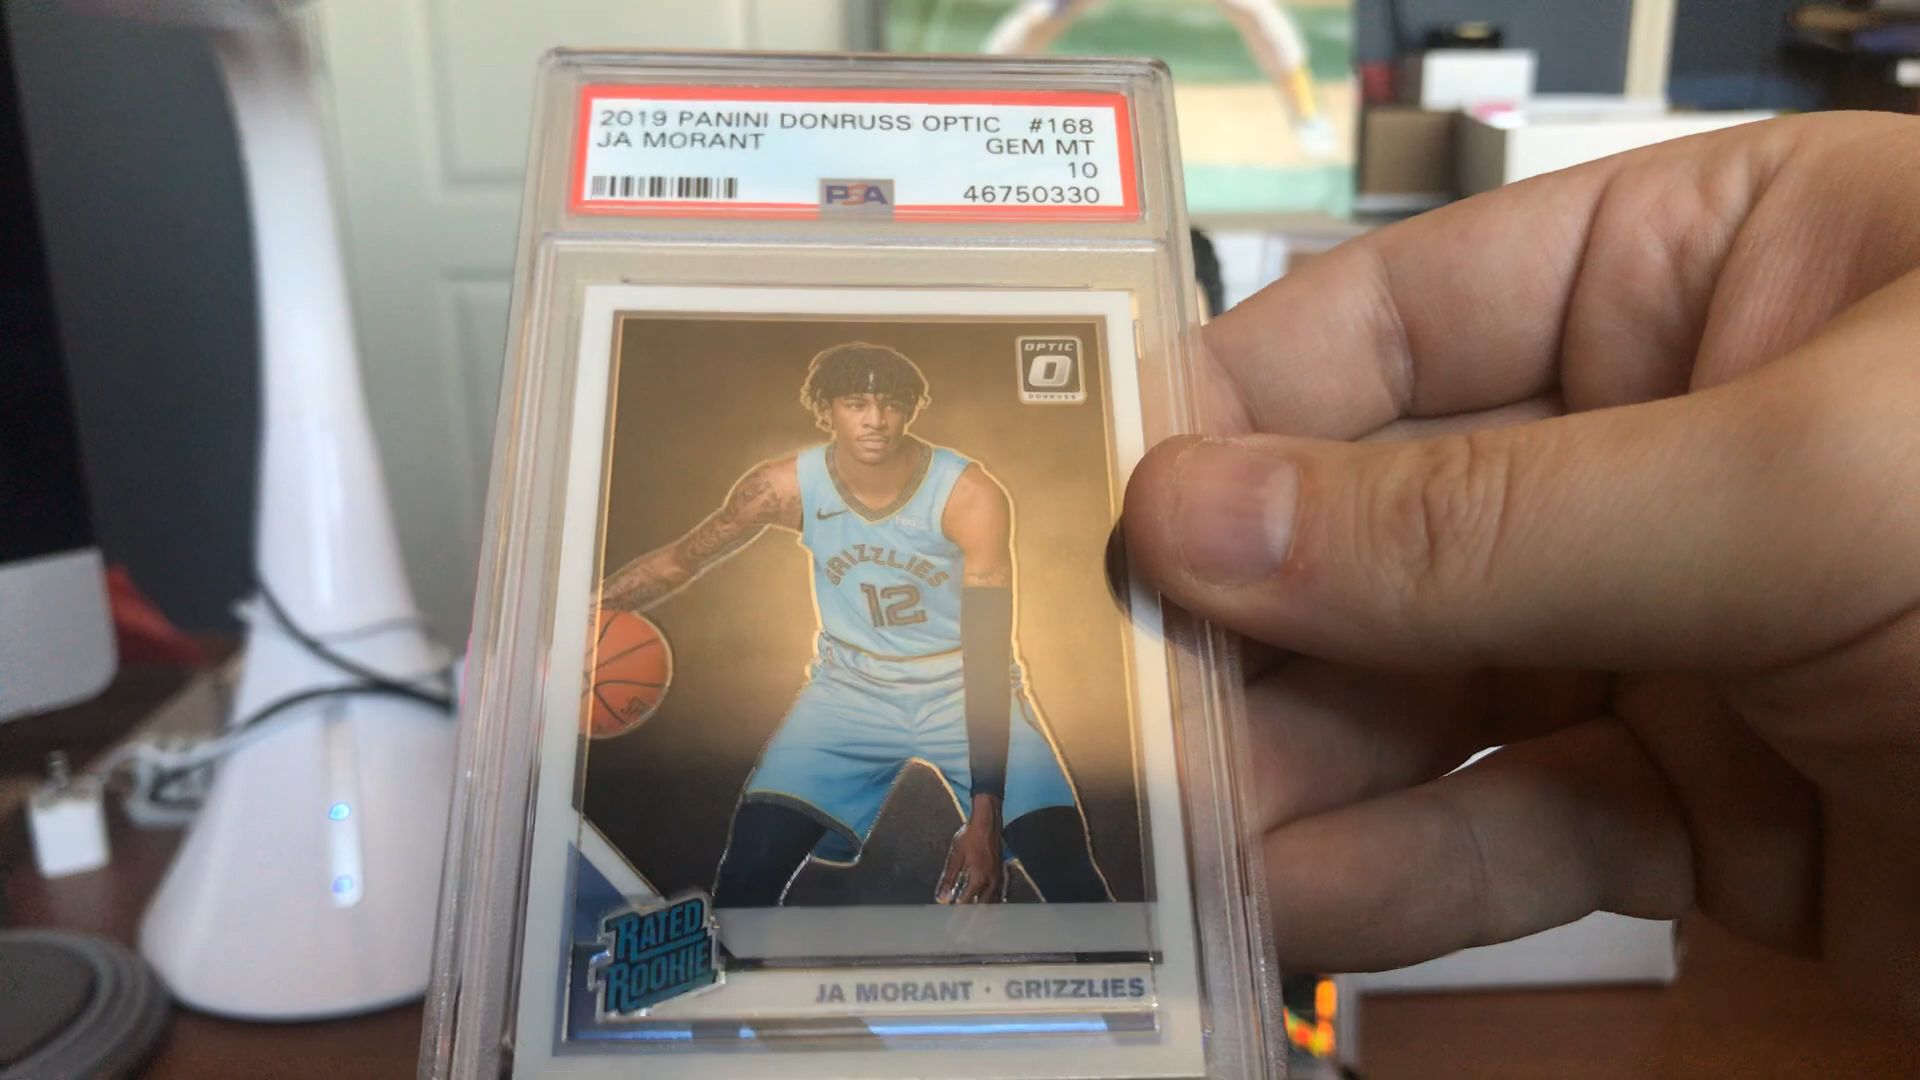 2019 PANINI DONRUSS OPTIC #168
JA MORANT GEM MT
10
PSA 46750330
OPTIC
O
DONRUSS
GRIZZLIES
12
RATED
ROOKIE
JA MORANT · GRIZZLIES